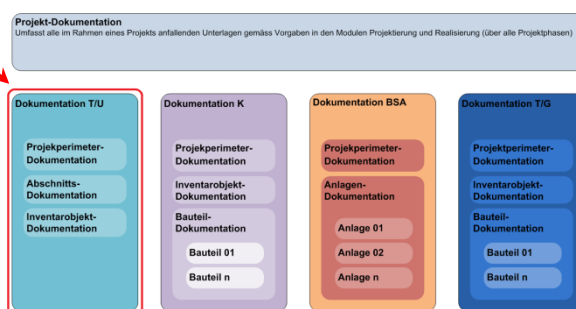 Projekt-Dokumentation
Umfasst alle im Rahmen eines Projekts anfallenden Unterlagen gemäss Vorgaben in den Modulen Projektierung und Realisierung (über alle Projektphasen)
Dokumentation T/U
Projekperimeter-
Dokumentation
Abschnitts-
Dokumentation
Inventarobjekt-
Dokumentation
Dokumentation K
Projekperimeter-
Dokumentation
Inventarobjekt-
Dokumentation
Bauteil-
Dokumentation
Bauteil 01
Bauteil n
Dokumentation BSA
Projekperimeter-
Dokumentation
Anlagen-
Dokumentation
Anlage 01
Anlage 02
Anlage n
Dokumentation T/G
Projektperimeter-
Dokumentation
Inventarobjekt-
Dokumentation
Bauteil-
Dokumentation
Bauteil 01
Bauteil n